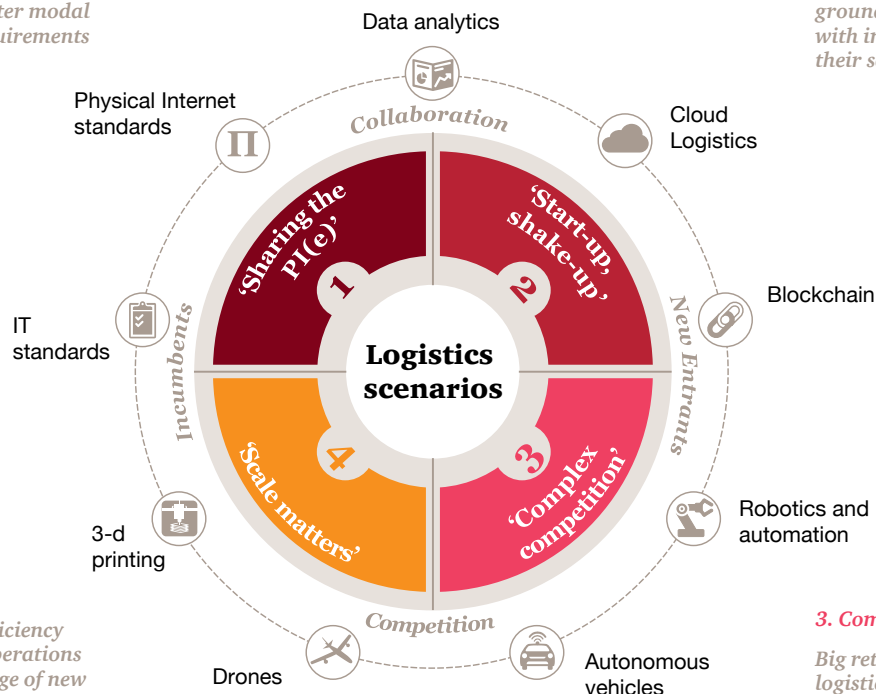 ter modal
uirements
Data analytics
ground
with in
their s
Physical Internet
standards
Π
Collaboration
Cloud
Logistics
‘Sharing the
PI(e)’
1
‘Start-up,
shake-up’
2
Incumbents
New Entrants
Blockchain
IT
standards
Logistics
scenarios
4
‘Scale matters’
3
‘Complex
competition’
3-d
printing
Robotics and
automation
Competition
iciency
perations
ge of new
Drones
Autonomous
vehicles
3. Com
Big ret
logistic